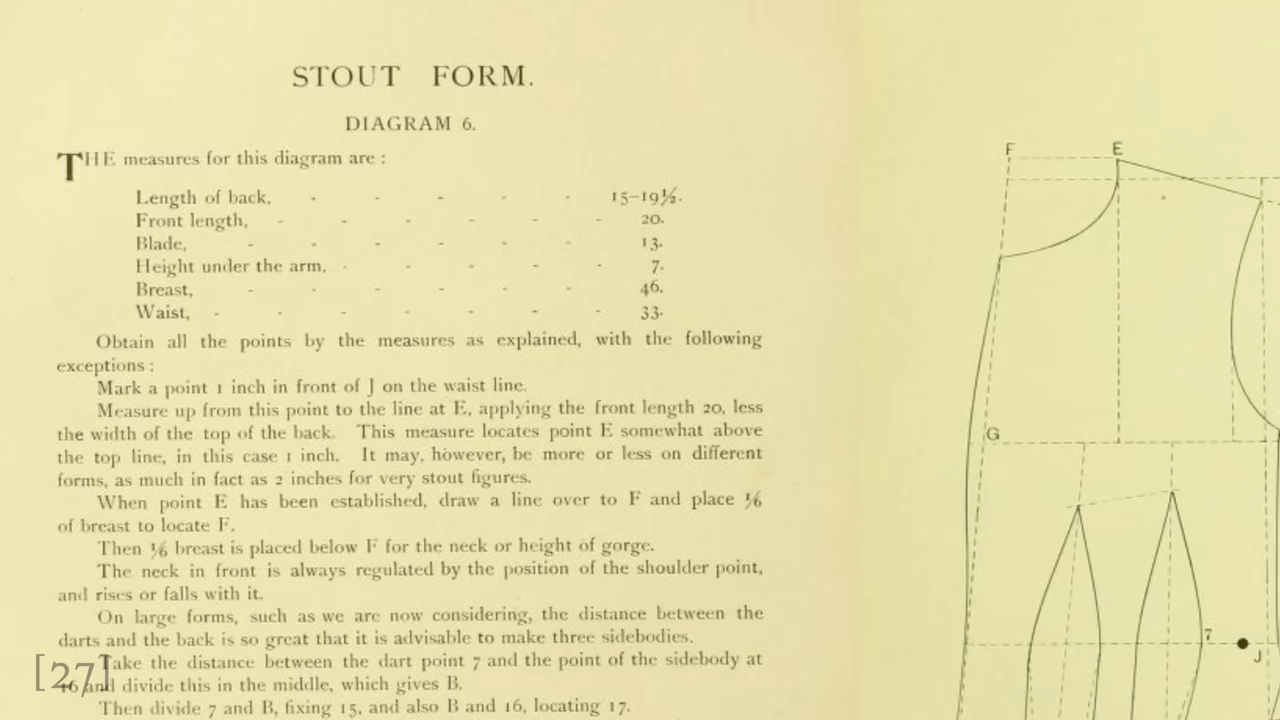 STOUT FORM.
DIAGRAM 6.
THE measures for this diagram are :
Length of back, - - - - - 15–19½.
Front length, - - - - - - 20.
Blade, - - - - - - 13.
Height under the arm, - - - - - 7.
Breast, - - - - - - 46.
Waist, - - - - - - - 33.
Obtain all the points by the measures as explained, with the following
exceptions :
Mark a point 1 inch in front of J on the waist line.
Measure up from this point to the line at E, applying the front length 20, less
the width of the top of the back. This measure locates point E somewhat above
the top line, in this case 1 inch. It may, however, be more or less on different
forms, as much in fact as 2 inches for very stout figures.
When point E has been established, draw a line over to F and place ⅙
of breast to locate F.
Then ⅙ breast is placed below F for the neck or height of gorge.
The neck in front is always regulated by the position of the shoulder point,
and rises or falls with it.
On large forms, such as we are now considering, the distance between the
darts and the back is so great that it is advisable to make three sidebodies.
Take the distance between the dart point 7 and the point of the sidebody at
16 and divide this in the middle, which gives B.
Then divide 7 and B, fixing 15, and also B and 16, locating 17.
[27]
F
E
G
7
J